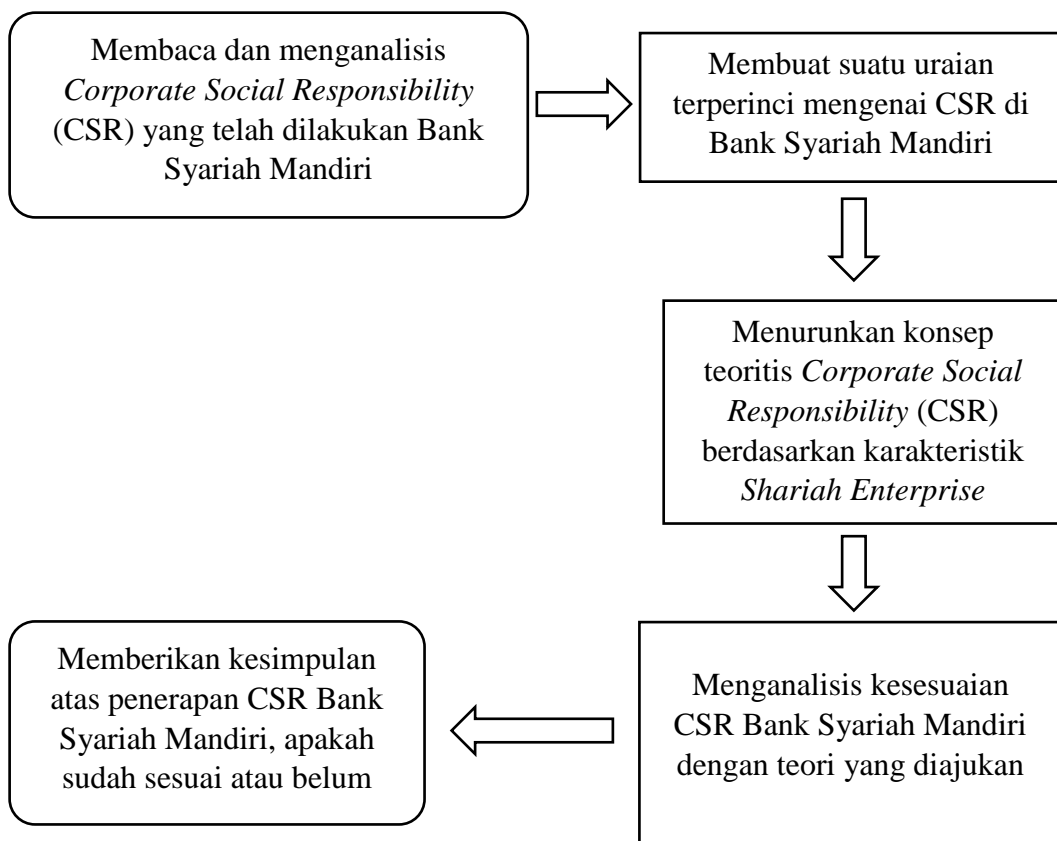 Membaca dan menganalisis
Corporate Social Responsibility
(CSR) yang telah dilakukan Bank
Syariah Mandiri
Membuat suatu uraian
terperinci mengenai CSR di
Bank Syariah Mandiri
Menurunkan konsep
teoritis Corporate Social
Responsibility (CSR)
berdasarkan karakteristik
Shariah Enterprise
Menganalisis kesesuaian
CSR Bank Syariah Mandiri
dengan teori yang diajukan
Memberikan kesimpulan
atas penerapan CSR Bank
Syariah Mandiri, apakah
sudah sesuai atau belum